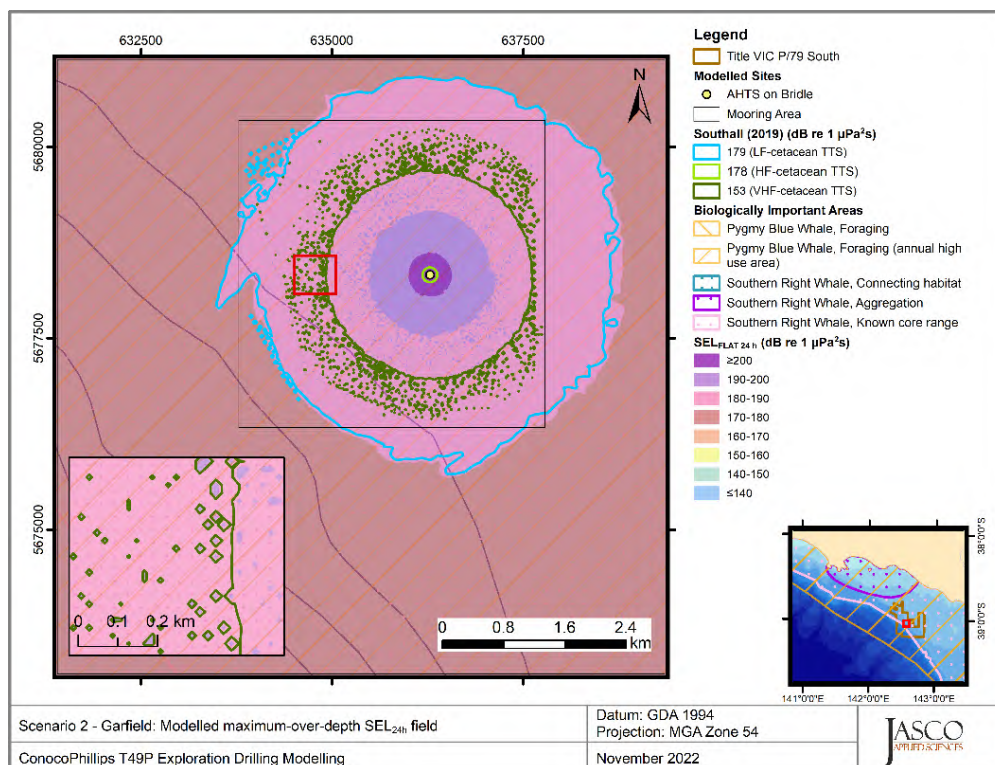 632500 635000 637500
5680000
5677500
5675000
N
0 0.1 0.2 km
0 0.8 1.6 2.4
km
Legend
Title VIC P/79 South
Modelled Sites
AHTS on Bridle
Mooring Area
Southall (2019) (dB re 1 µPa²s)
179 (LF-cetacean TTS)
178 (HF-cetacean TTS)
153 (VHF-cetacean TTS)
Biologically Important Areas
Pygmy Blue Whale, Foraging
Pygmy Blue Whale, Foraging (annual high
use area)
Southern Right Whale, Connecting habitat
Southern Right Whale, Aggregation
Southern Right Whale, Known core range
SEL FLAT 24 h (dB re 1 µPa²s)
≥200
190-200
180-190
170-180
160-170
150-160
140-150
≤140
38°0'0"S
39°0'0"S
141°0'0"E 142°0'0"E 143°0'0"E
Scenario 2 - Garfield: Modelled maximum-over-depth SEL24h field
ConocoPhillips T49P Exploration Drilling Modelling
Datum: GDA 1994
Projection: MGA Zone 54
November 2022
JASCO
APPLIED SCIENCES